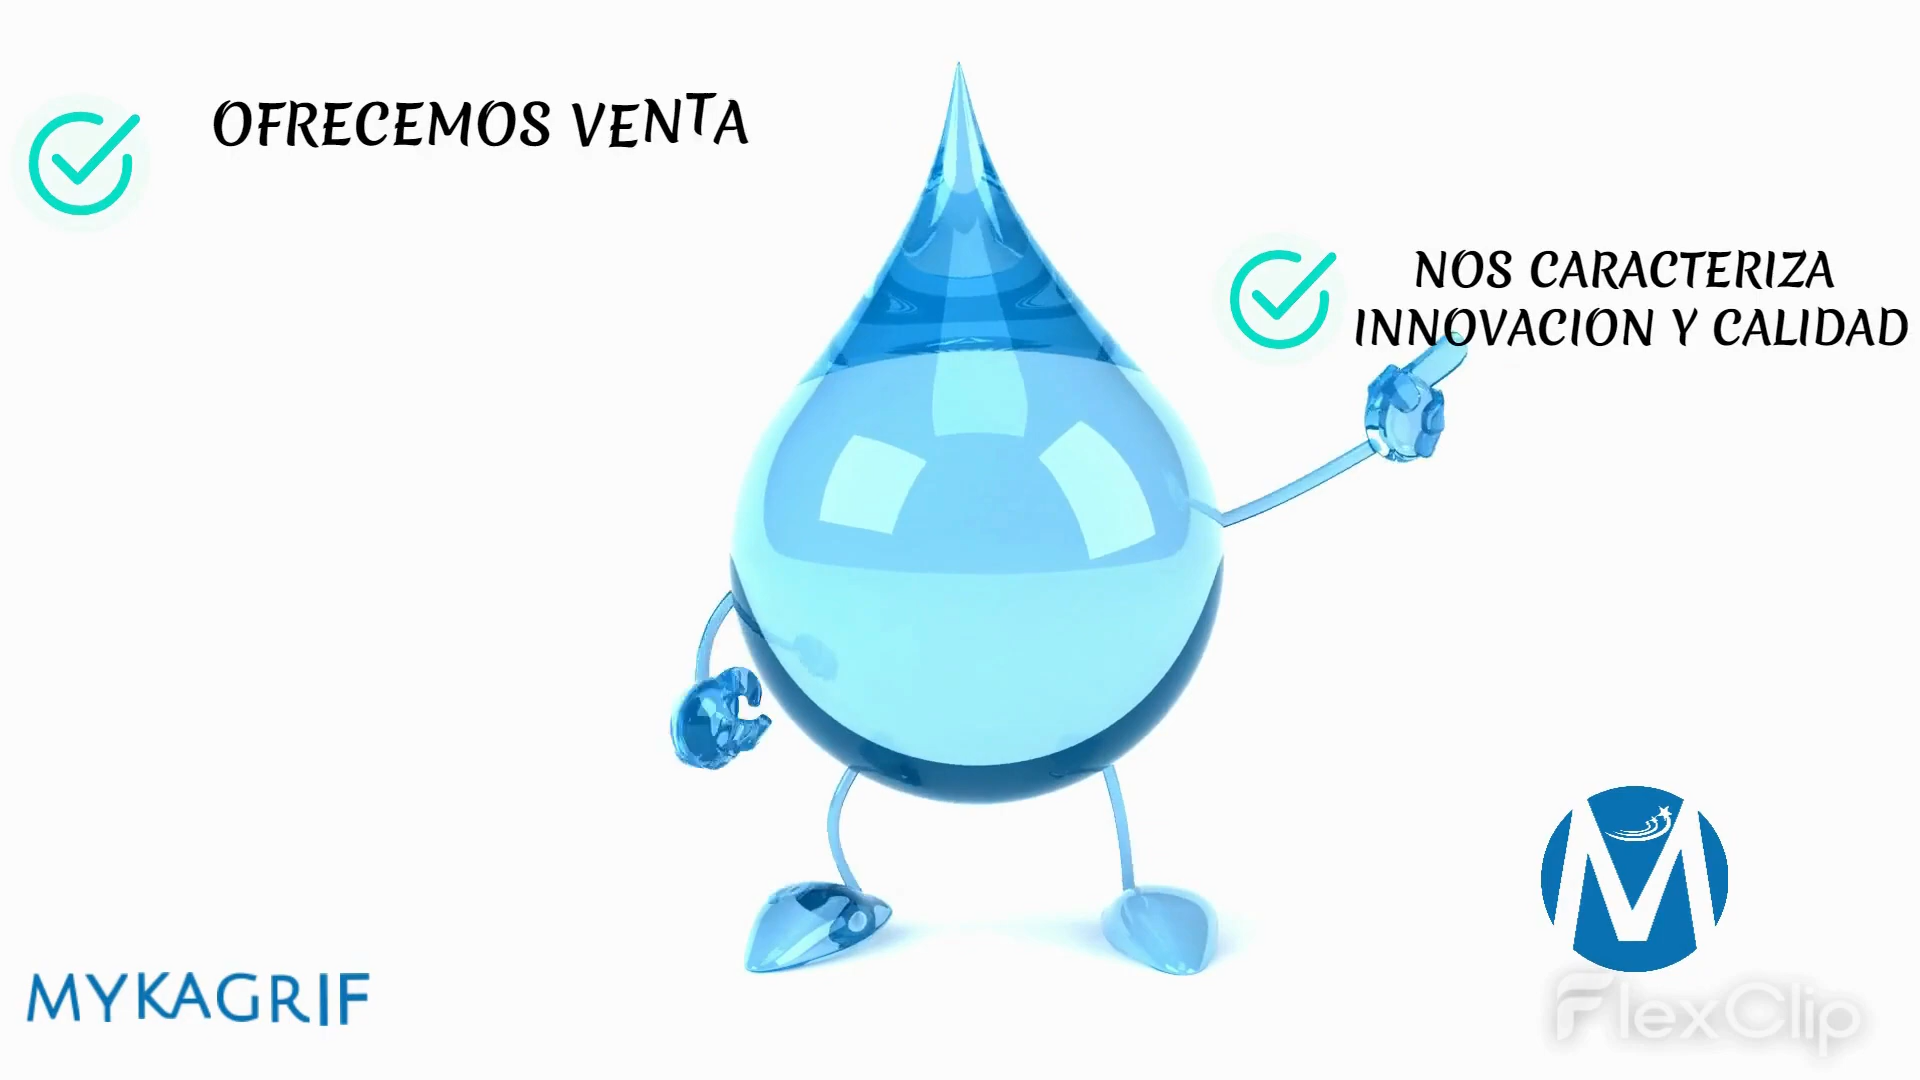 OFRECEMOS VENTA
NOS CARACTERIZA
INNOVACION Y CALIDAD
M
MYKAGRIF
FlexClip